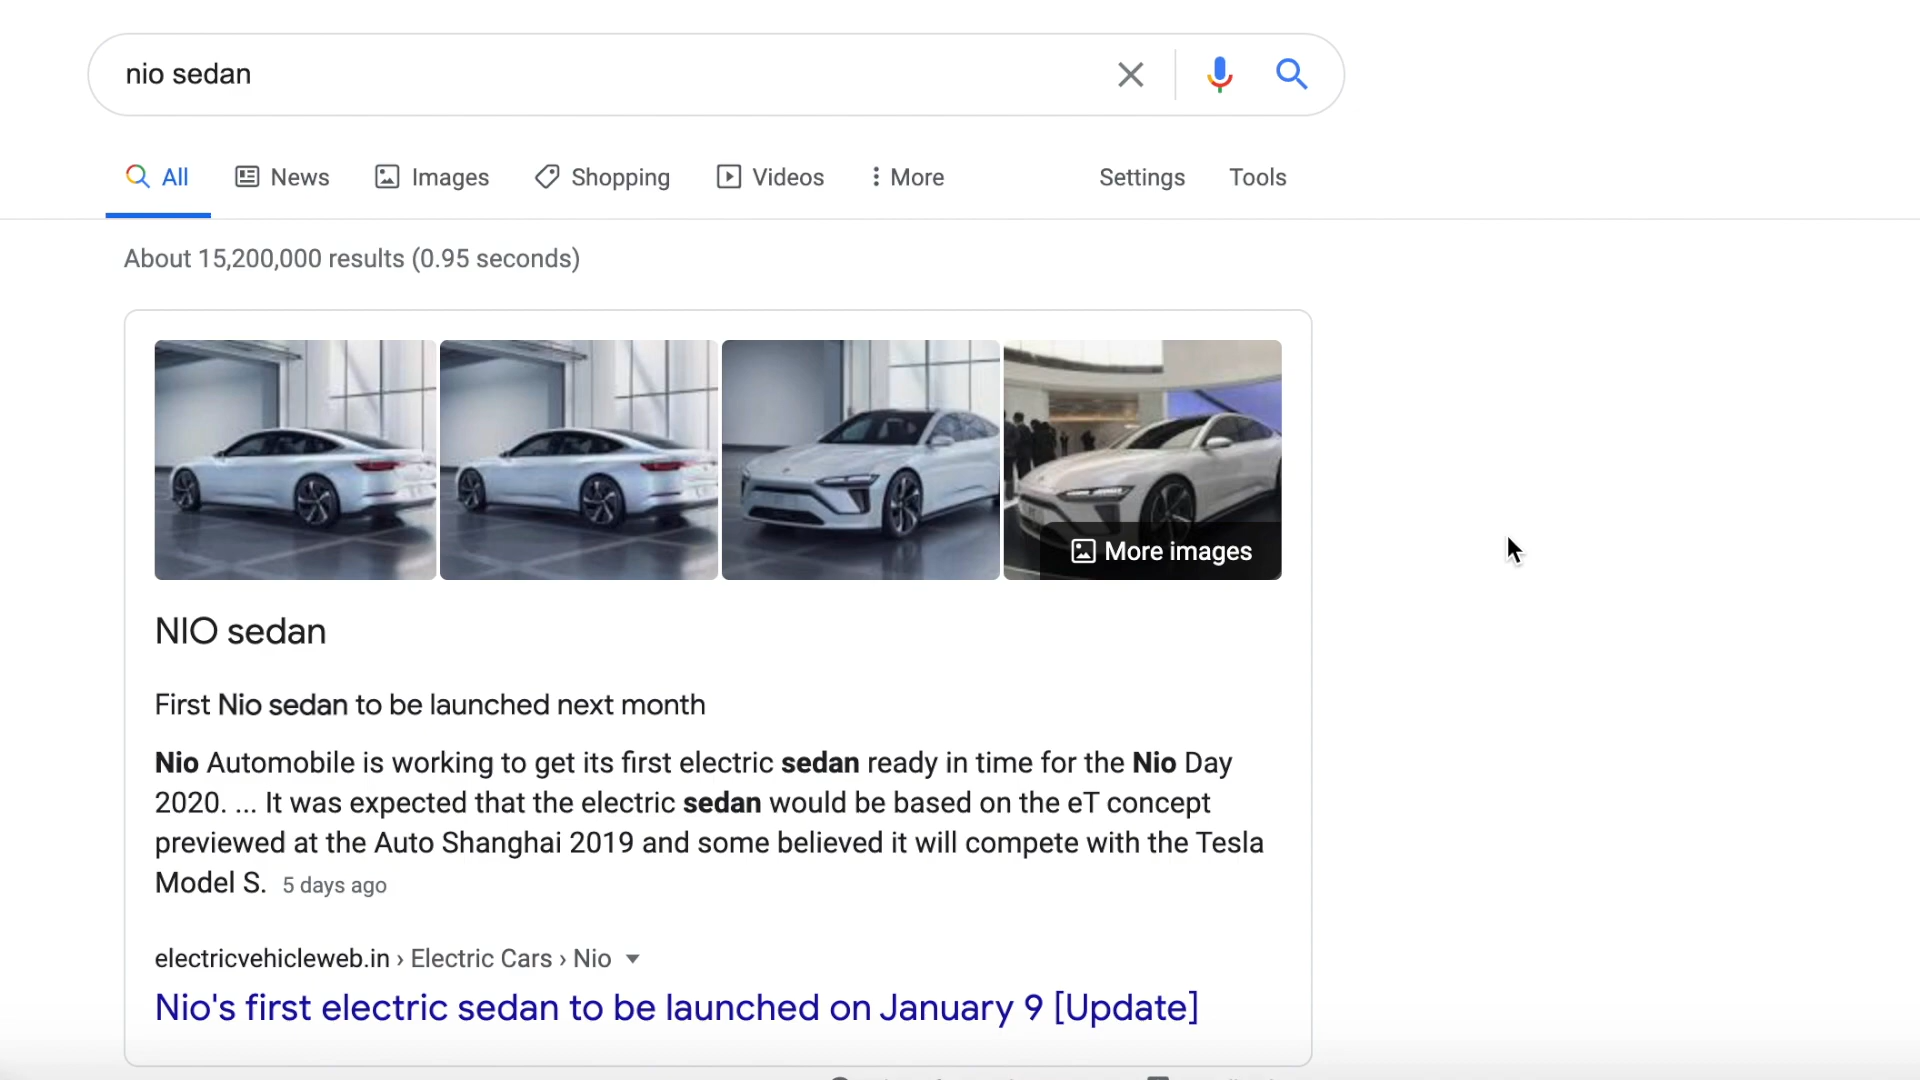 nio sedan
All News Images Shopping Videos More Settings Tools
About 15,200,000 results (0.95 seconds)
More images
NIO sedan
First Nio sedan to be launched next month
Nio Automobile is working to get its first electric sedan ready in time for the Nio Day
2020. ... It was expected that the electric sedan would be based on the eT concept
previewed at the Auto Shanghai 2019 and some believed it will compete with the Tesla
Model S. 5 days ago
electricvehicleweb.in › Electric Cars › Nio
Nio's first electric sedan to be launched on January 9 [Update]